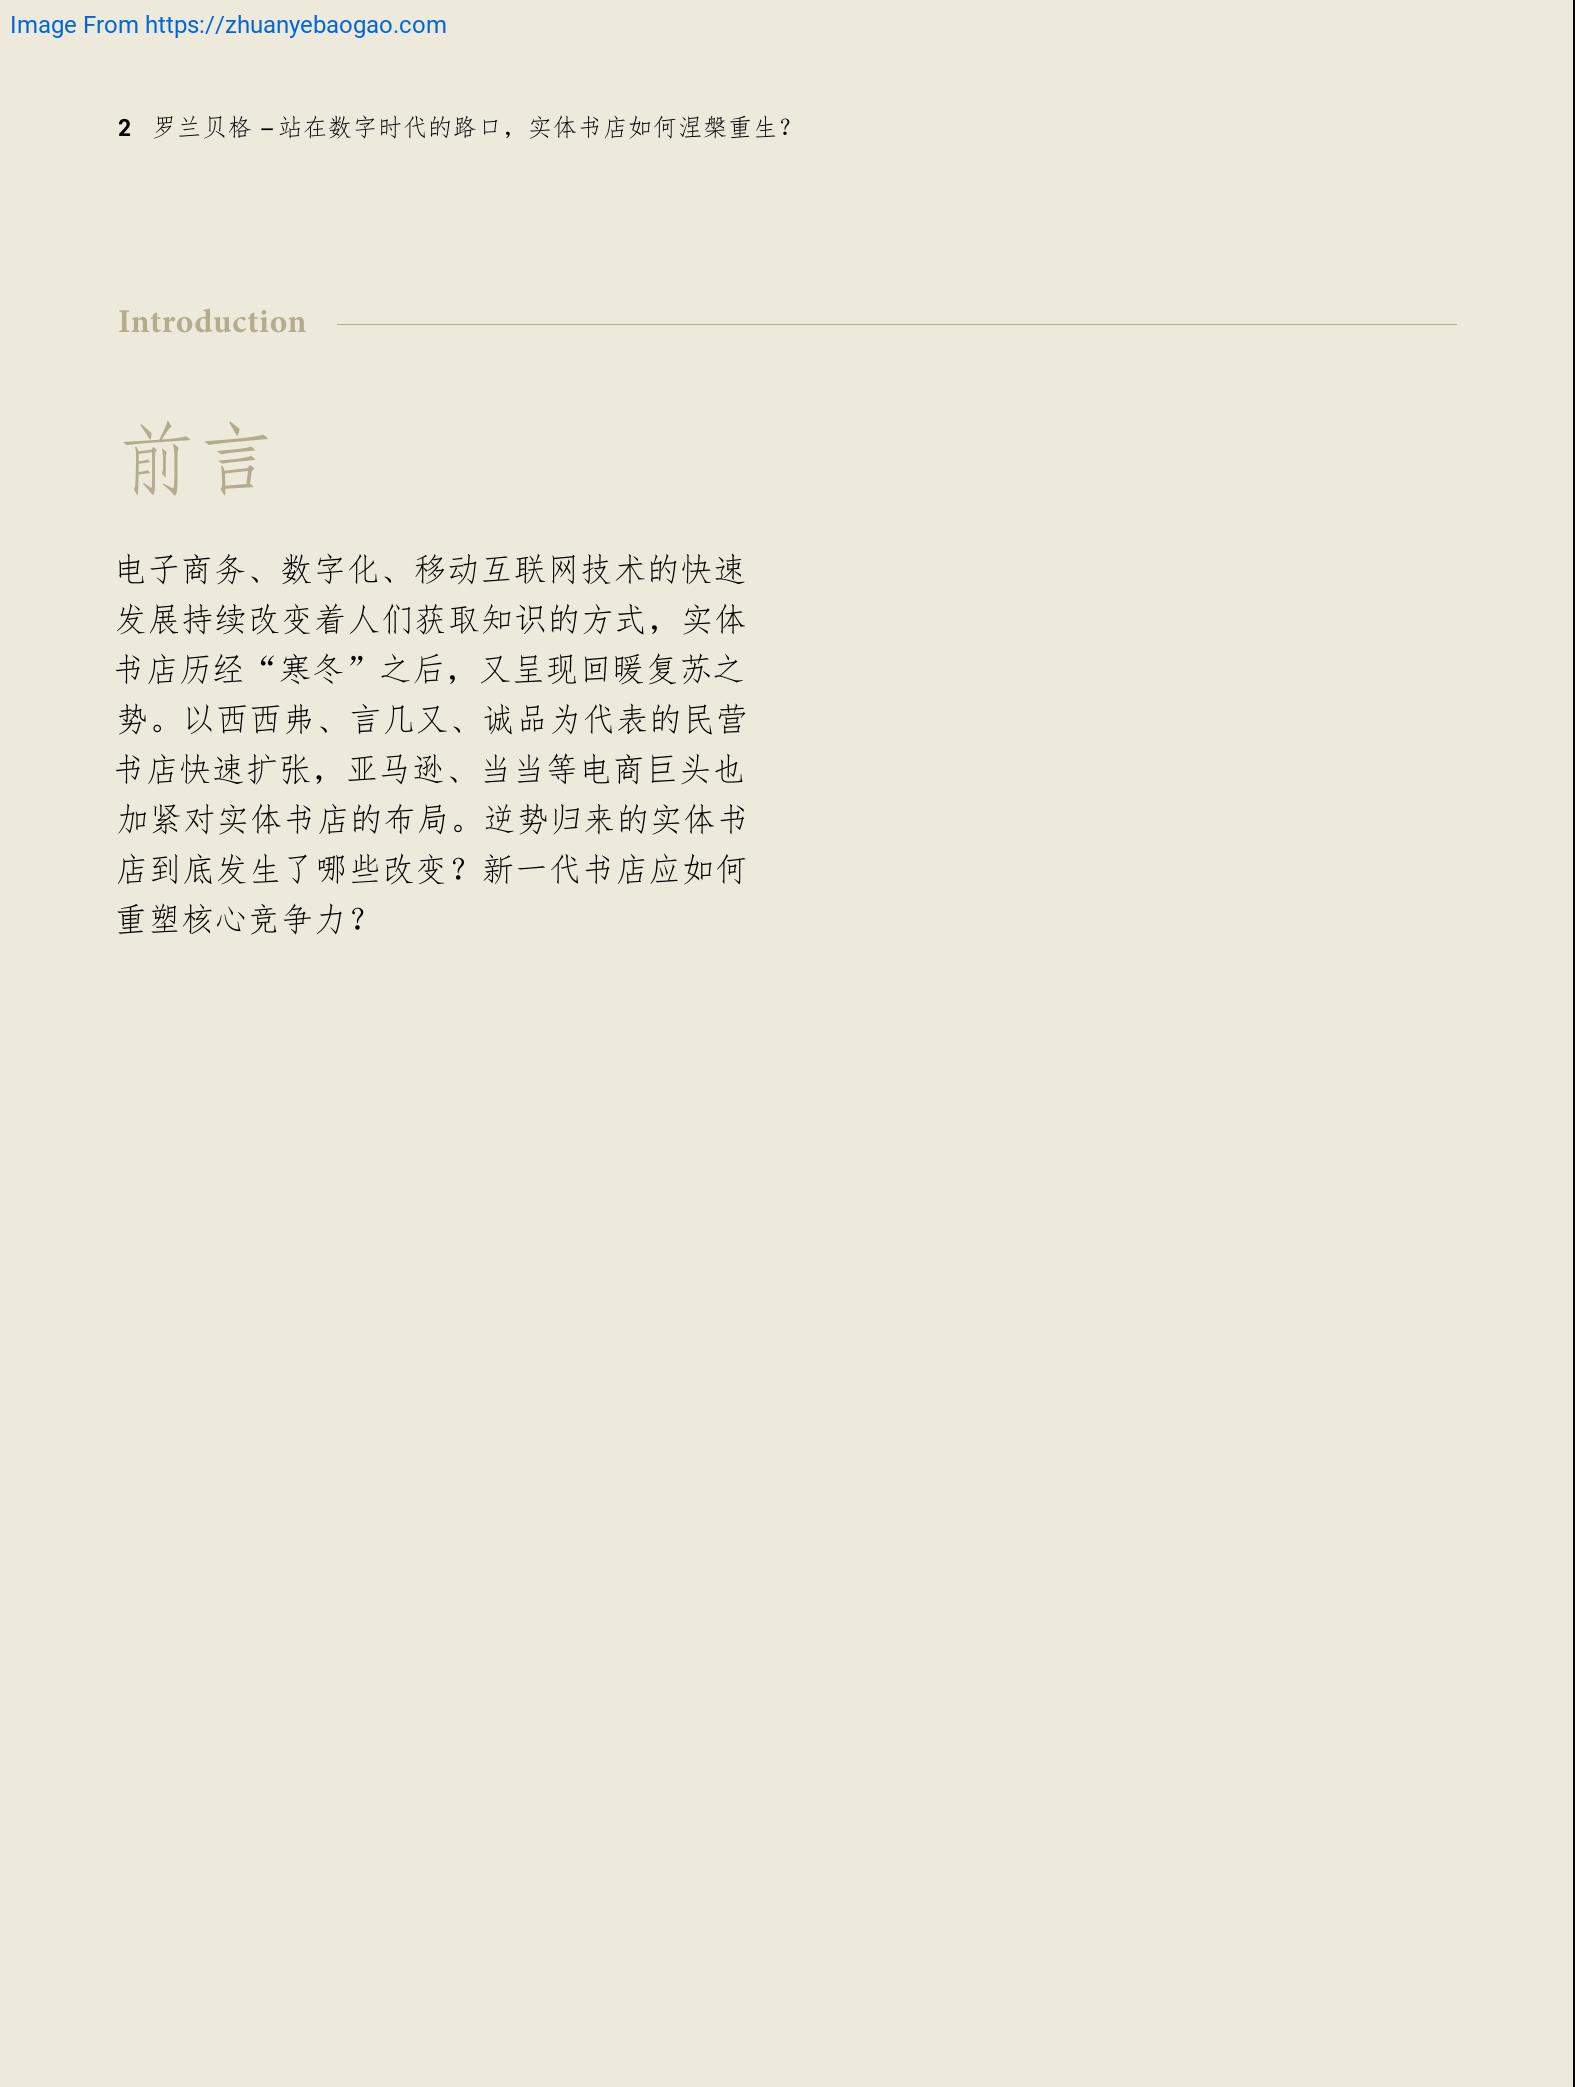 Image From https://zhuanyebaogao.com
2 罗兰贝格 – 站在数字时代的路口，实体书店如何涅槃重生？
Introduction
前言
电子商务、数字化、移动互联网技术的快速
发展持续改变着人们获取知识的方式，实体
书店历经“寒冬”之后，又呈现回暖复苏之
势。以西西弗、言几又、诚品为代表的民营
书店快速扩张，亚马逊、当当等电商巨头也
加紧对实体书店的布局。逆势归来的实体书
店到底发生了哪些改变？新一代书店应如何
重塑核心竞争力？